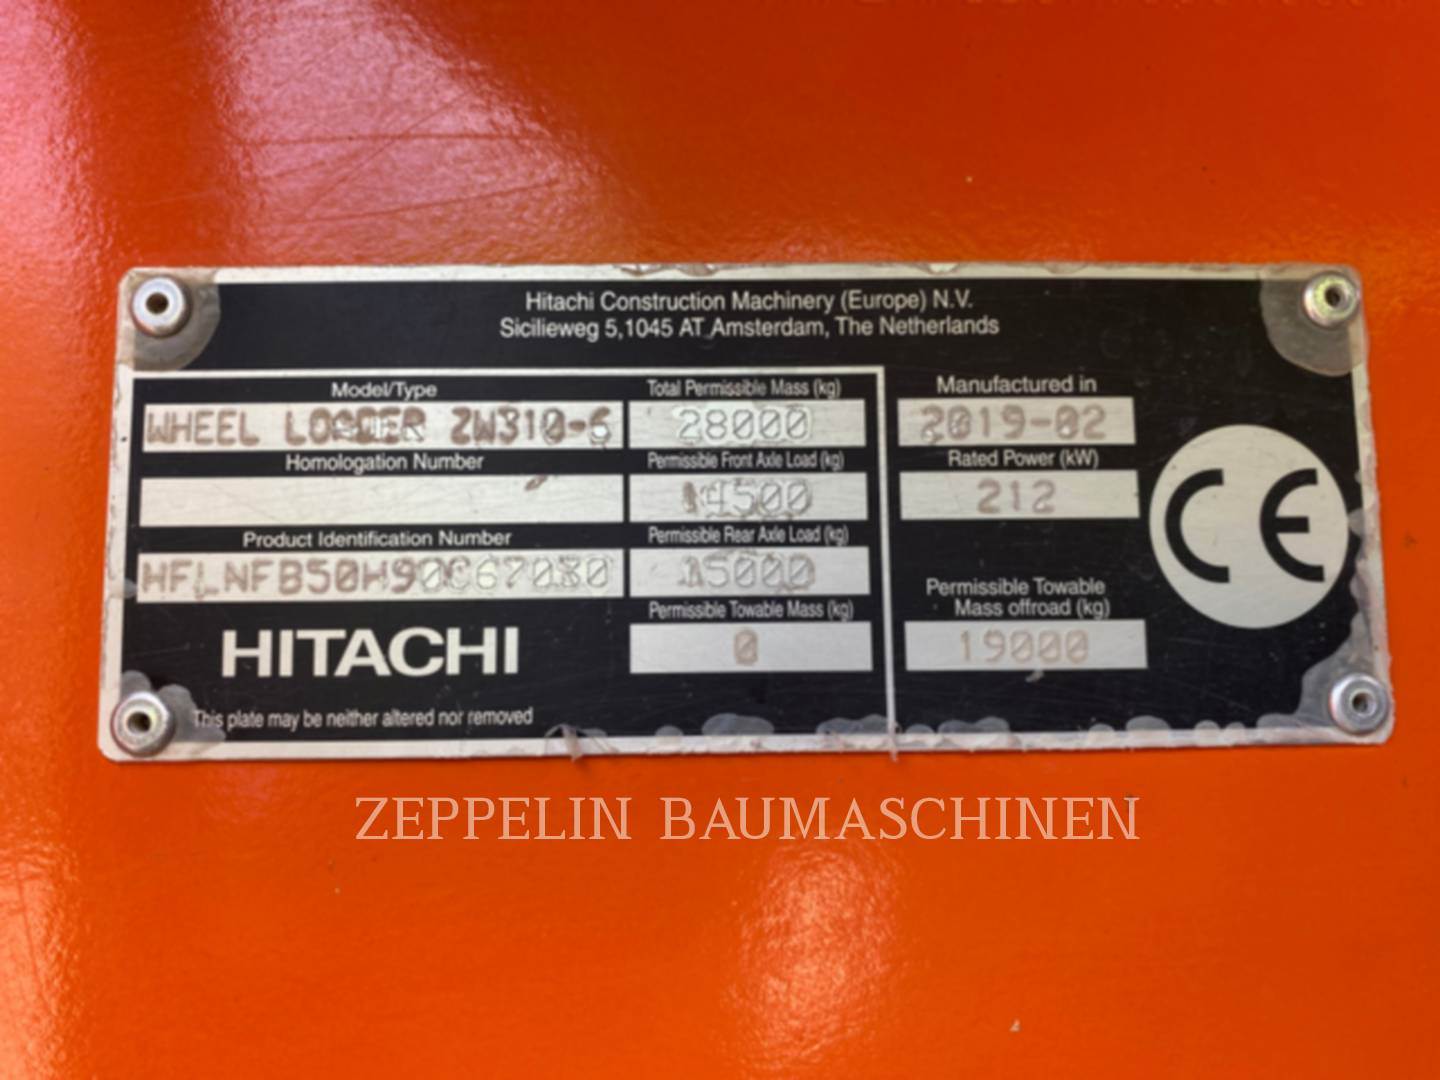 Hitachi Construction Machinery (Europe) N.V.
Sicilieweg 5,1045 AT Amsterdam, The Netherlands
Model/Type
WHEEL LOADER ZW310-6
Homologation Number
Product Identification Number
HITACHI
This plate may be neither altered nor removed
Total Permissible Mass (kg)
28000
Permissible Front Axle Load (kg)
14500
Permissible Rear Axle Load (kg)
15000
Permissible Towable Mass (kg)
0
Manufactured in
2019-02
Rated Power (kW)
212
Permissible Towable
Mass offroad (kg)
19000
CE
ZEPPELIN BAUMASCHINEN